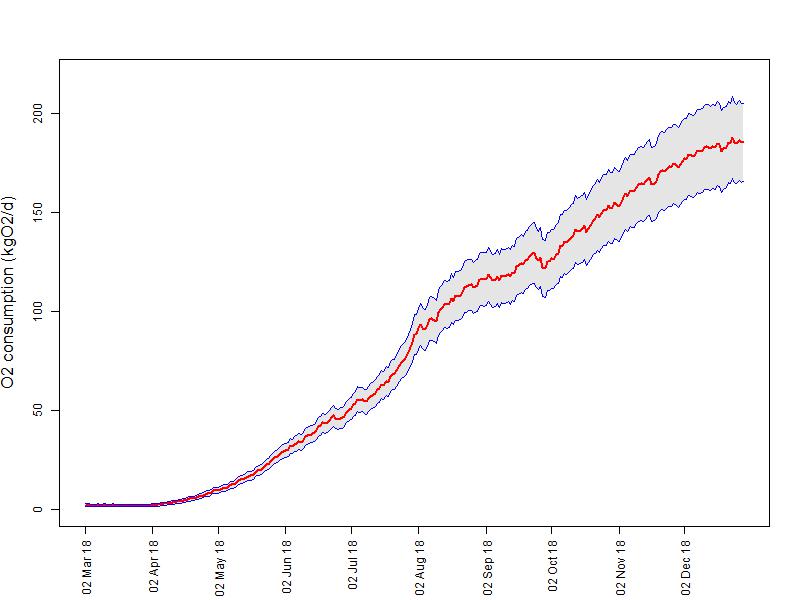 O2 consumption (kgO2/d)
200
150
100
50
0
02 Mar 18
02 Apr 18
02 May 18
02 Jun 18
02 Jul 18
02 Aug 18
02 Sep 18
02 Oct 18
02 Nov 18
02 Dec 18